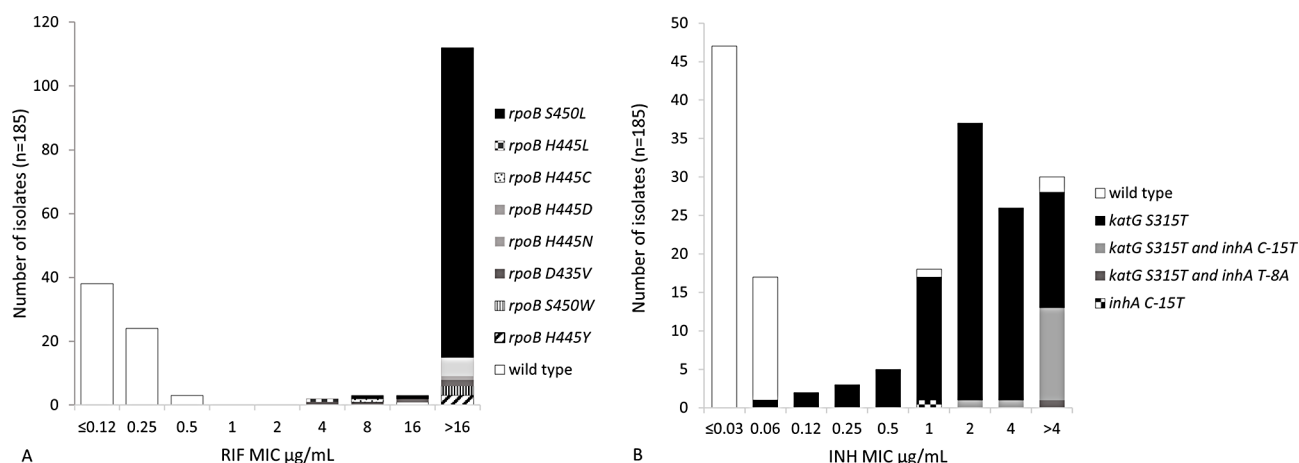 120
100
80
60
40
20
0
Number of isolates (n=185)
≤0.12 0.25 0.5 1 2 4 8 16 >16
RIF MIC µg/mL
A
rpoB S450L
rpoB H445L
rpoB H445C
rpoB H445D
rpoB H445N
rpoB D435V
rpoB S450W
rpoB H445Y
wild type
50
45
40
35
30
25
20
15
10
5
0
Number of isolates (n=185)
≤0.03 0.06 0.12 0.25 0.5 1 2 4 >4
INH MIC µg/mL
B
wild type
katG S315T
katG S315T and inhA C-15T
katG S315T and inhA T-8A
inhA C-15T